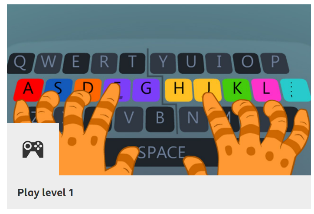 Q W E R T Y U I O P
A S D F G H J K L ;
Z V B N M
SPACE
Play level 1